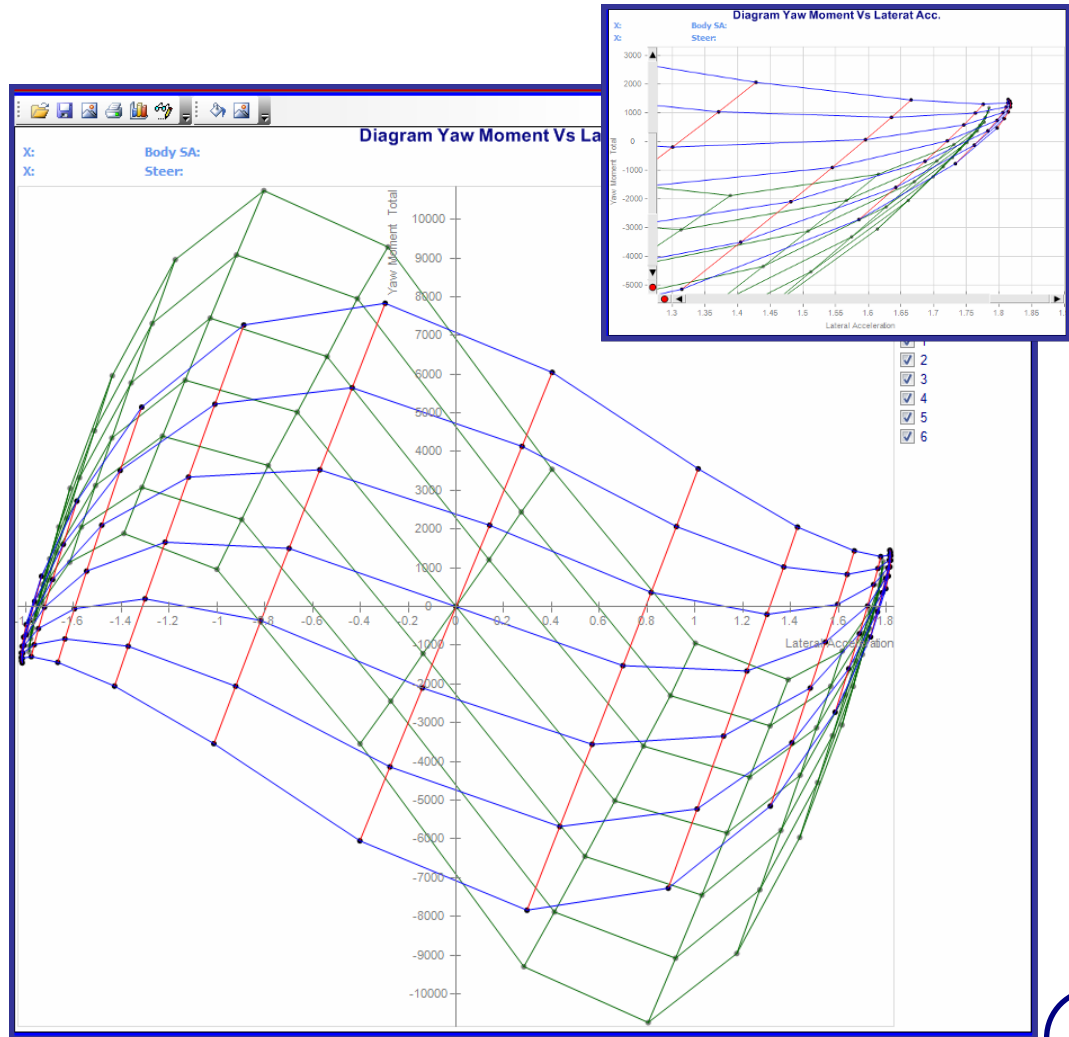 Diagram Yaw Moment Vs Laterat Acc.
X: Body SA:
X: Steer:
3000
2000
1000
0
-1000
-2000
-3000
-4000
-5000
Yaw Moment Total
1.3 1.35 1.4 1.45 1.5 1.55 1.6 1.65 1.7 1.75 1.8 1.85
Lateral Acceleration
Diagram Yaw Moment Vs La
X: Body SA:
X: Steer:
Yaw Moment Total
10000
9000
8000
7000
6000
5000
4000
3000
2000
1000
0
-1.6 -1.4 -1.2 -1 -0.8 -0.6 -0.4 -0.2 0 0.2 0.4 0.6 0.8 1 1.2 1.4 1.6 1.8
Lateral Acceleration
-1000
-2000
-3000
-4000
-5000
-6000
-7000
-8000
-9000
-10000
2
3
4
5
6